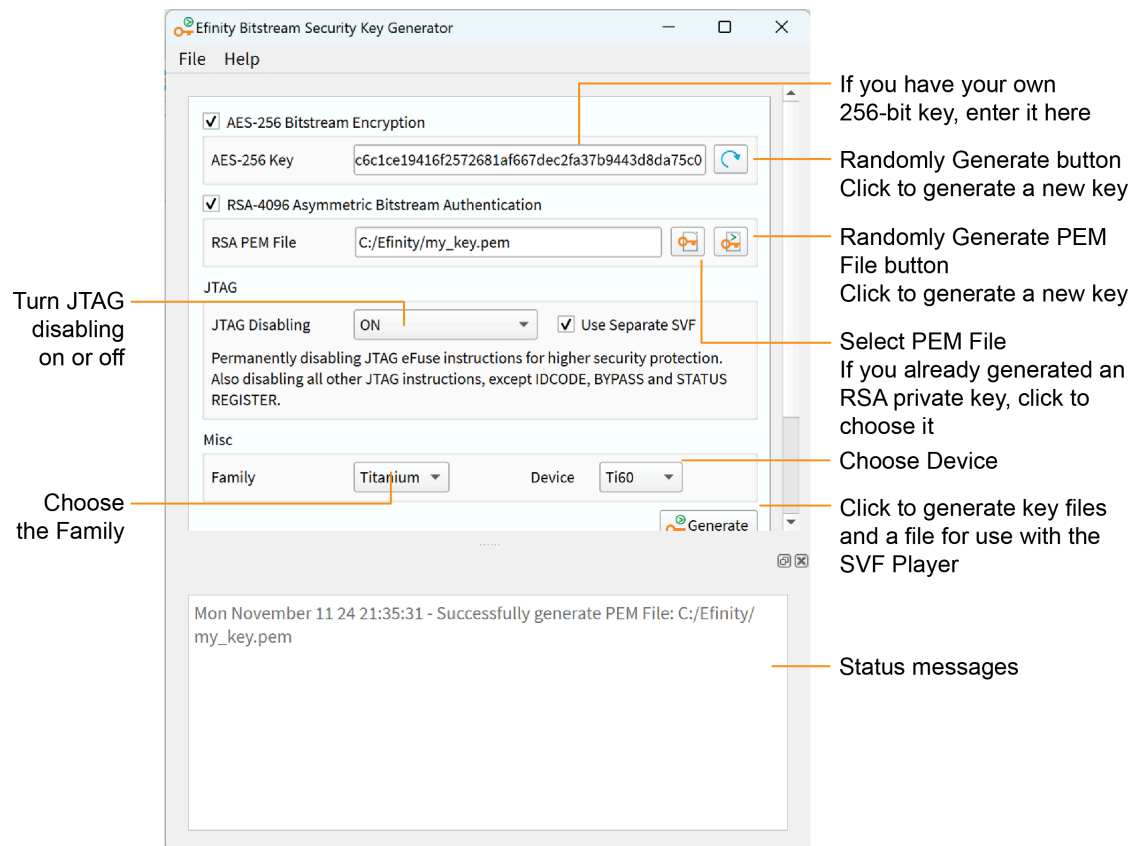 Efinity Bitstream Security Key Generator
File Help
If you have your own
256-bit key, enter it here
AES-256 Bitstream Encryption
AES-256 Key
c6c1ce19416f2572681af667dec2fa37b9443d8da75c0
Randomly Generate button
Click to generate a new key
RSA-4096 Asymmetric Bitstream Authentication
RSA PEM File
C:/Efinity/my_key.pem
Randomly Generate PEM
File button
Click to generate a new key
JTAG
Turn JTAG
disabling
on or off
JTAG Disabling
ON
Use Separate SVF
Permanently disabling JTAG eFuse instructions for higher security protection.
Also disabling all other JTAG instructions, except IDCODE, BYPASS and STATUS
REGISTER.
Select PEM File
If you already generated an
RSA private key, click to
choose it
Misc
Family
Titanium
Device
Ti60
Choose Device
Choose
the Family
Generate
Click to generate key files
and a file for use with the
SVF Player
Mon November 11 24 21:35:31 - Successfully generate PEM File: C:/Efinity/
my_key.pem
Status messages